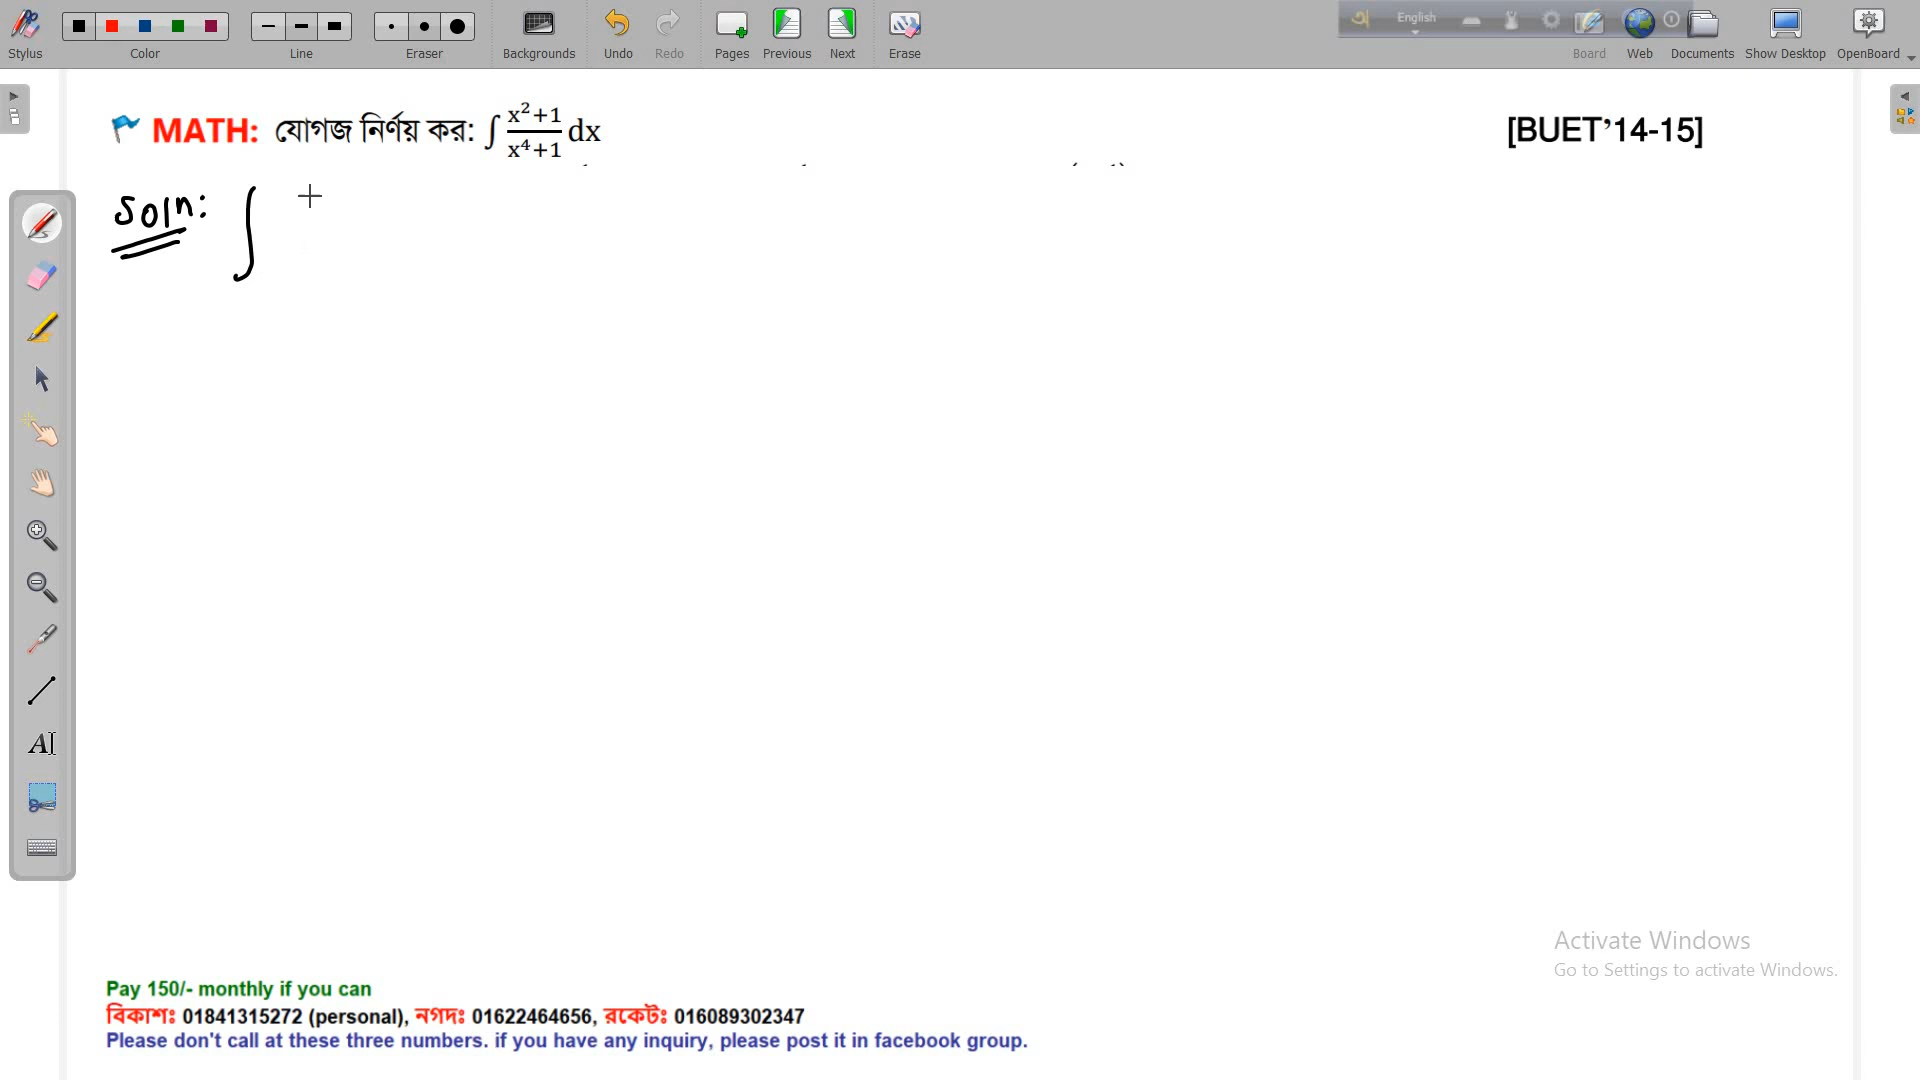 Stylus Color Line Eraser Backgrounds Undo Redo Pages Previous Next Erase English Board Web Documents Show Desktop OpenBoard
MATH: যোগজ নির্ণয় কর: ∫ x²+1/x⁴+1 dx [BUET’14-15]
Soln: ∫
Activate Windows
Go to Settings to activate Windows.
Pay 150/- monthly if you can
বিকাশঃ 01841315272 (personal), নগদঃ 01622464656, রকেটঃ 016089302347
Please don't call at these three numbers. if you have any inquiry, please post it in facebook group.